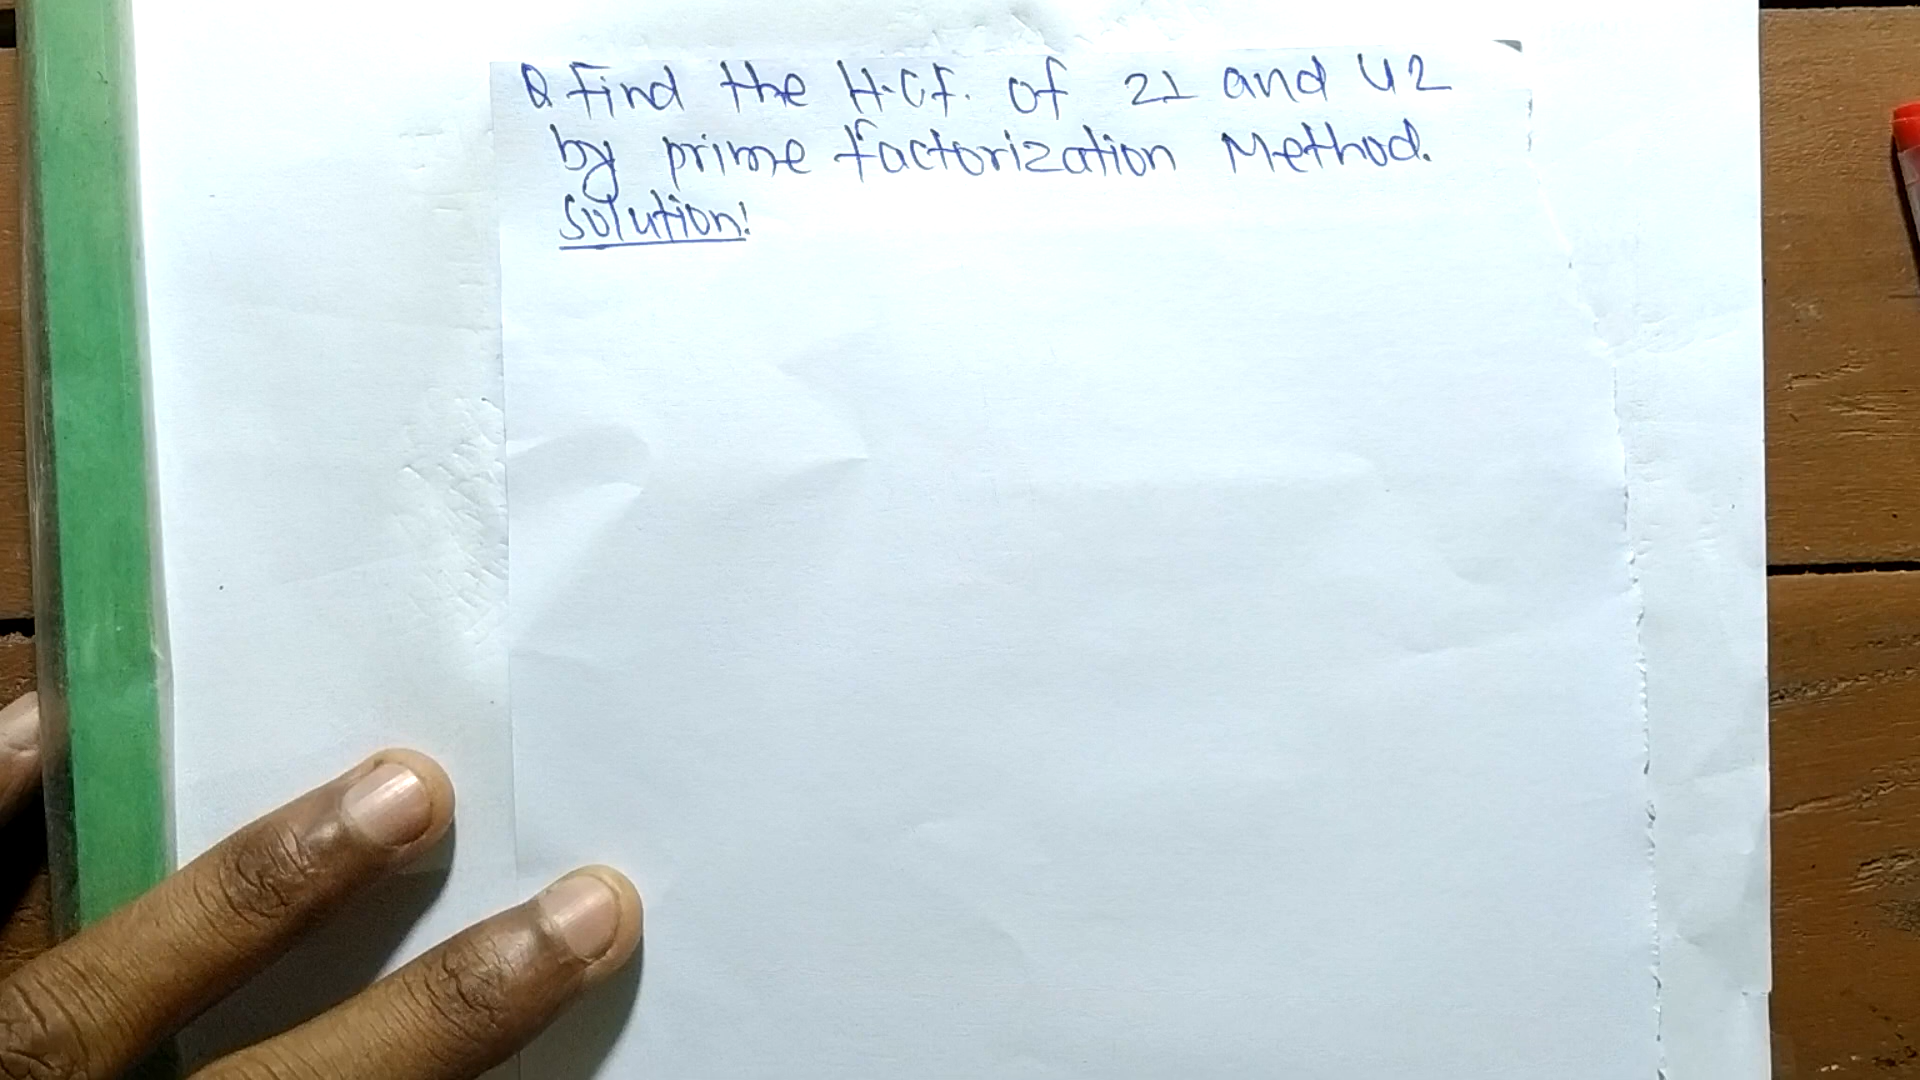 Q Find the H.C.F. of 21 and 42
by prime factorization Method.
Solution: